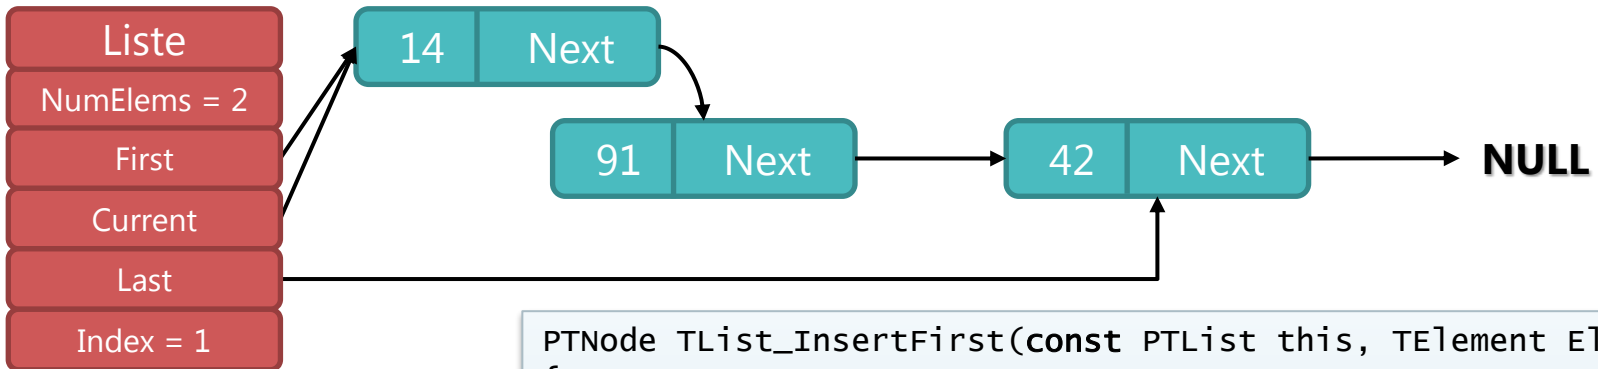 Liste
NumElems = 2
First
Current
Last
Index = 1
14 Next
91 Next
42 Next
NULL
PTNode TList_InsertFirst(const PTList this, TElement El